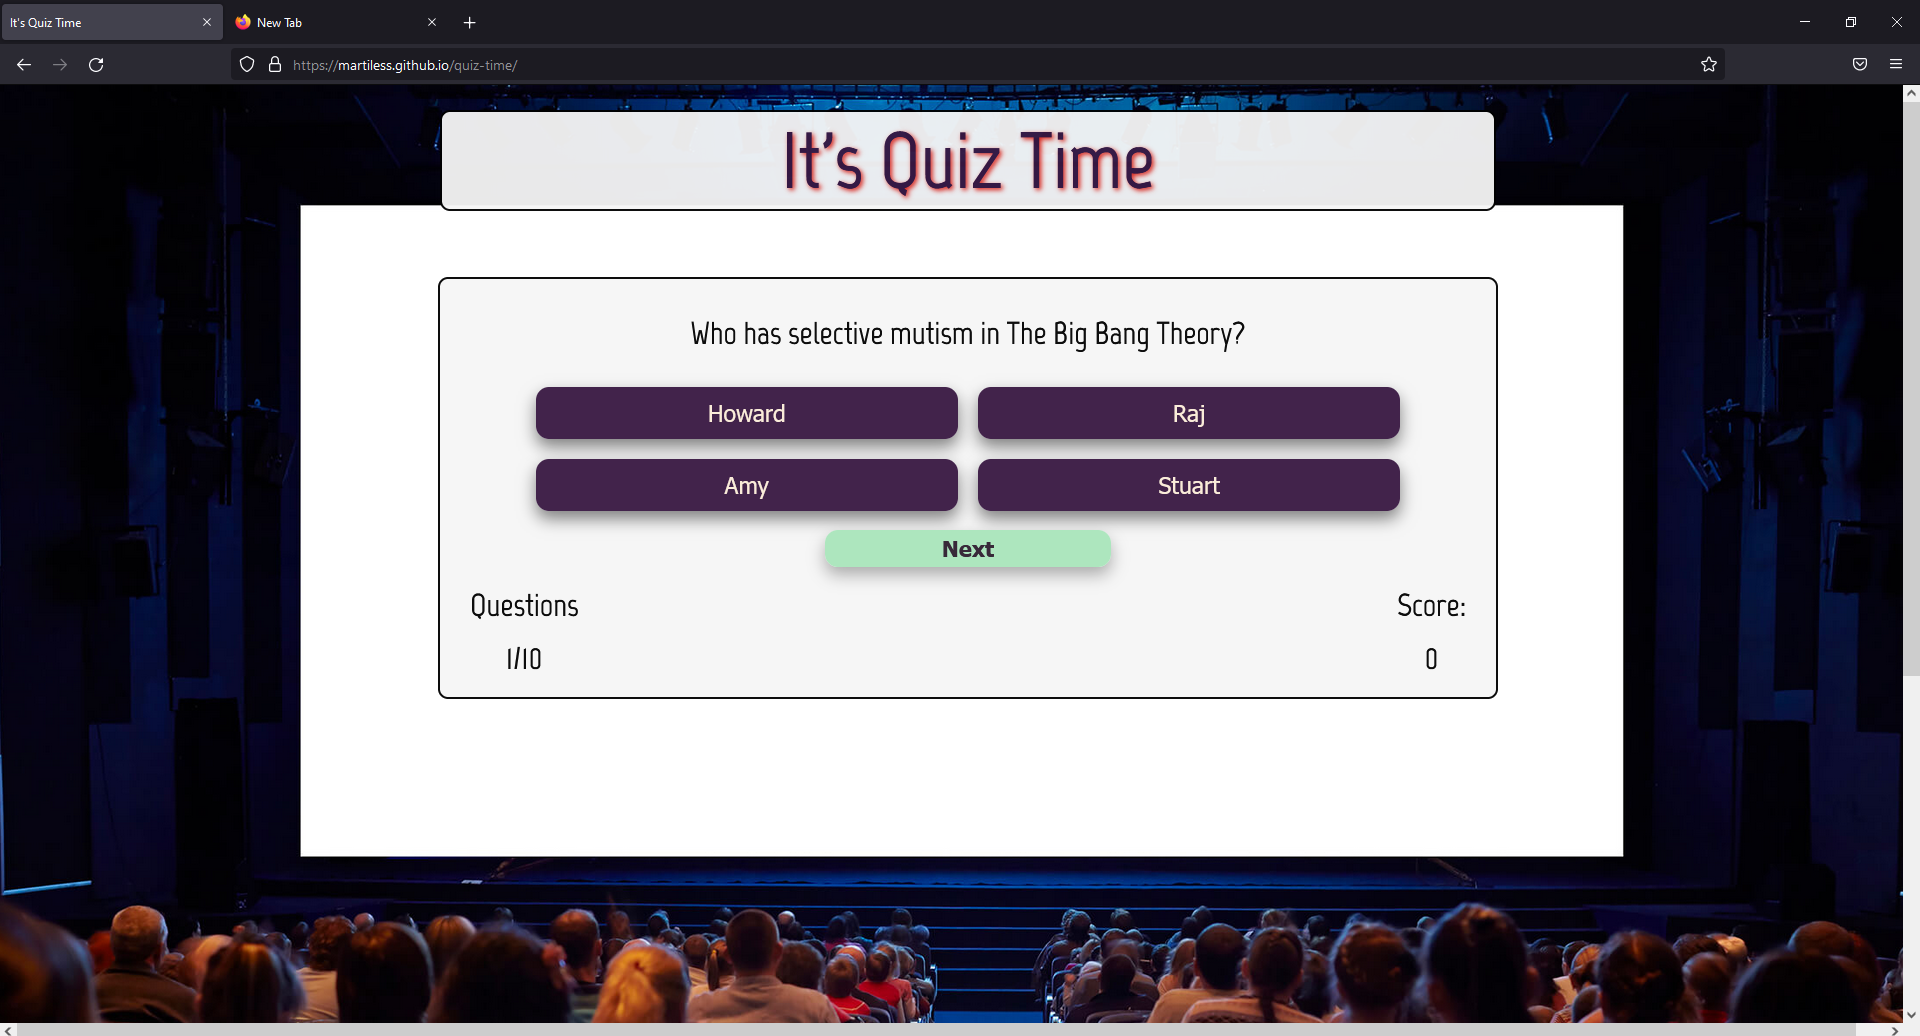 It's Quiz Time
New Tab
https://martiless.github.io/quiz-time/
It's Quiz Time
Who has selective mutism in The Big Bang Theory?
Howard
Raj
Amy
Stuart
Next
Questions
Score:
1/10
0